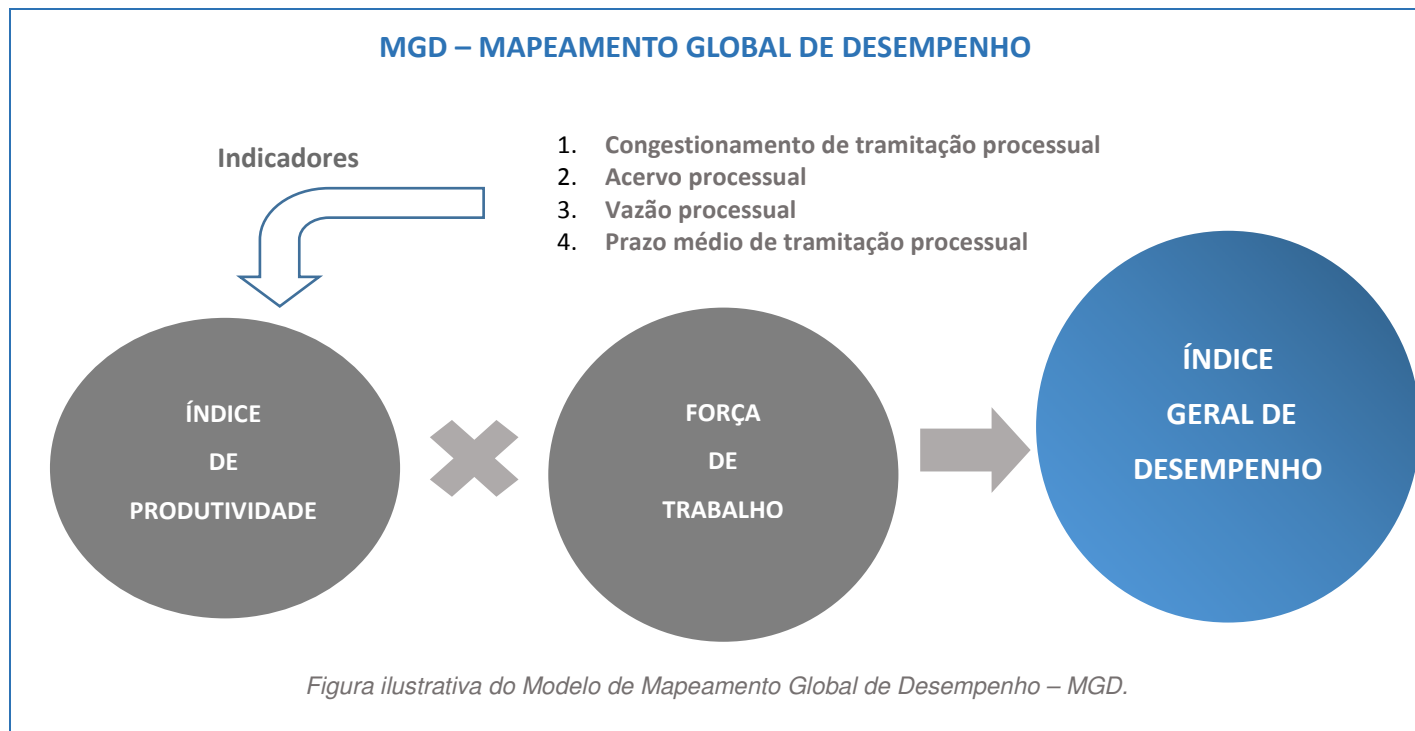 MGD – MAPEAMENTO GLOBAL DE DESEMPENHO
Indicadores
1. Congestionamento de tramitação processual
2. Acervo processual
3. Vazão processual
4. Prazo médio de tramitação processual
ÍNDICE
DE
PRODUTIVIDADE
FORÇA
DE
TRABALHO
ÍNDICE
GERAL DE
DESEMPENHO
Figura ilustrativa do Modelo de Mapeamento Global de Desempenho – MGD.